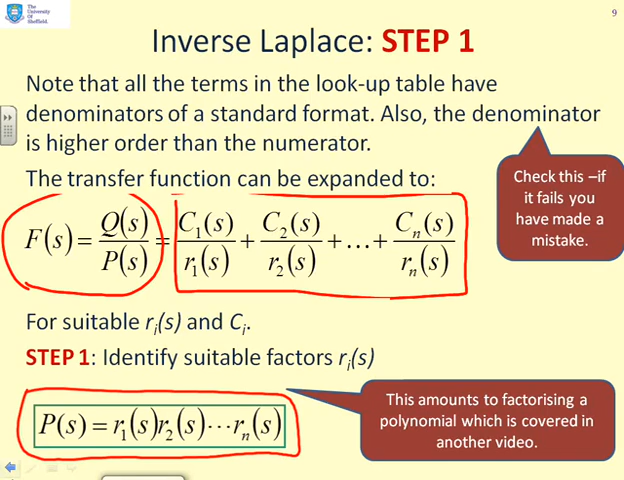 The
University
Of
Sheffield.
9
Inverse Laplace: STEP 1
Note that all the terms in the look-up table have
denominators of a standard format. Also, the denominator
is higher order than the numerator.
The transfer function can be expanded to:
Check this –if
it fails you
have made a
mistake.
F(s) = Q(s)/P(s) = C₁(s)/r₁(s) + C₂(s)/r₂(s) + … + Cₙ(s)/rₙ(s)
For suitable rᵢ(s) and Cᵢ.
STEP 1: Identify suitable factors rᵢ(s)
P(s) = r₁(s)r₂(s)⋯rₙ(s)
This amounts to factorising a
polynomial which is covered in
another video.